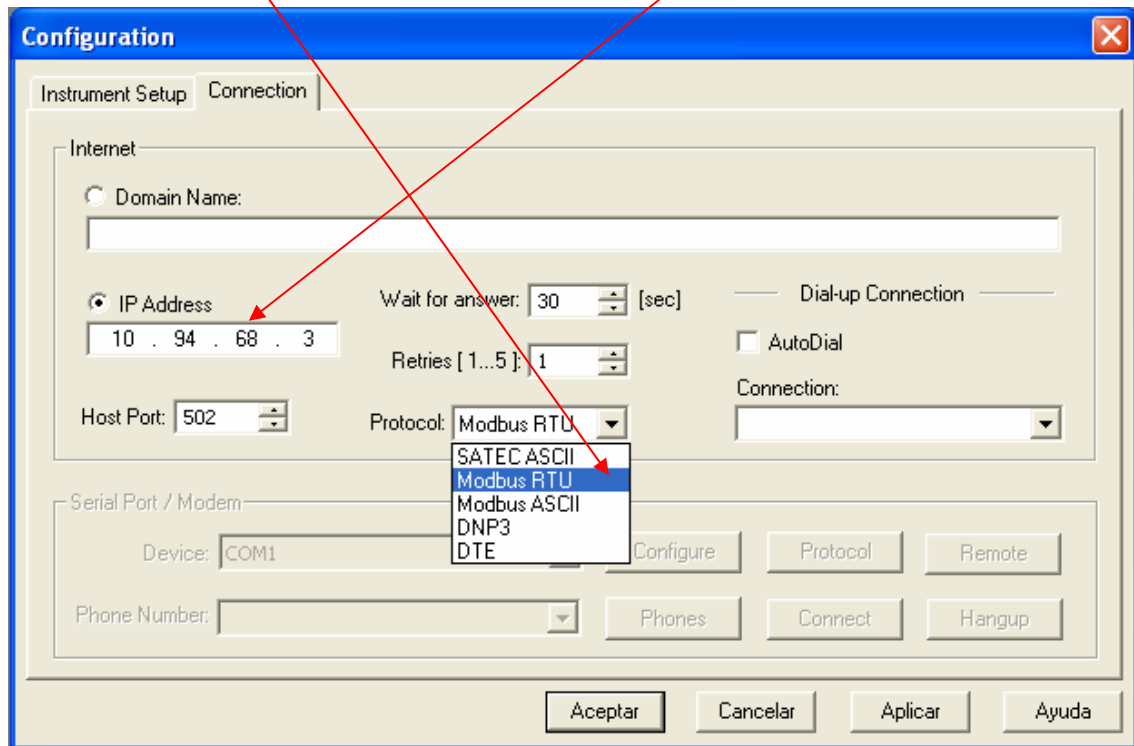 Configuration
Instrument Setup Connection
Internet
Domain Name:
IP Address Wait for answer: 30 [sec] Dial-up Connection
10 . 94 . 68 . 3 AutoDial
Retries [ 1...5 ]: 1
Connection:
Host Port: 502 Protocol: Modbus RTU
SATEC ASCII
Modbus RTU
Modbus ASCII
DNP3
DTE
Serial Port / Modem
Device: COM1 Configure Protocol Remote
Phone Number: Phones Connect Hangup
Aceptar Cancelar Aplicar Ayuda